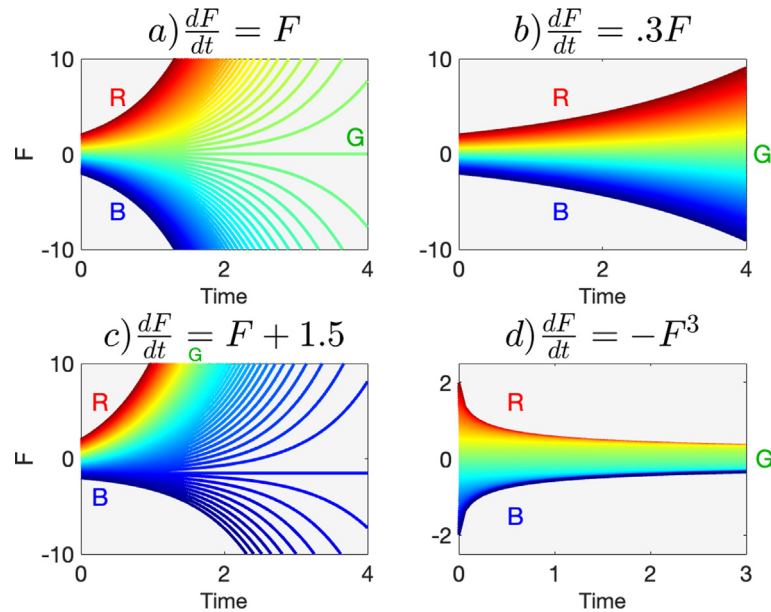 a) dF/dt = F
b) dF/dt = .3F
10
0
-10
F
R
G
B
0
2
4
Time
10
0
-10
R
G
B
0
2
4
Time
c) dF/dt = F + 1.5
d) dF/dt = −F³
10
0
-10
F
R
G
B
0
2
4
Time
2
0
-2
R
G
B
0
1
2
3
Time